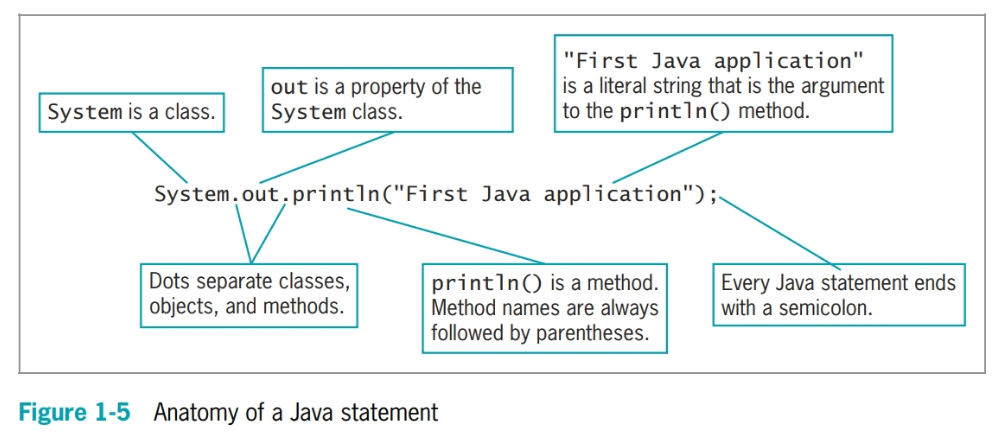 "First Java application"
is a literal string that is the argument
to the println() method.
out is a property of the
System class.
System is a class.
System.out.println("First Java application");
Dots separate classes,
objects, and methods.
println() is a method.
Method names are always
followed by parentheses.
Every Java statement ends
with a semicolon.
Figure 1-5 Anatomy of a Java statement